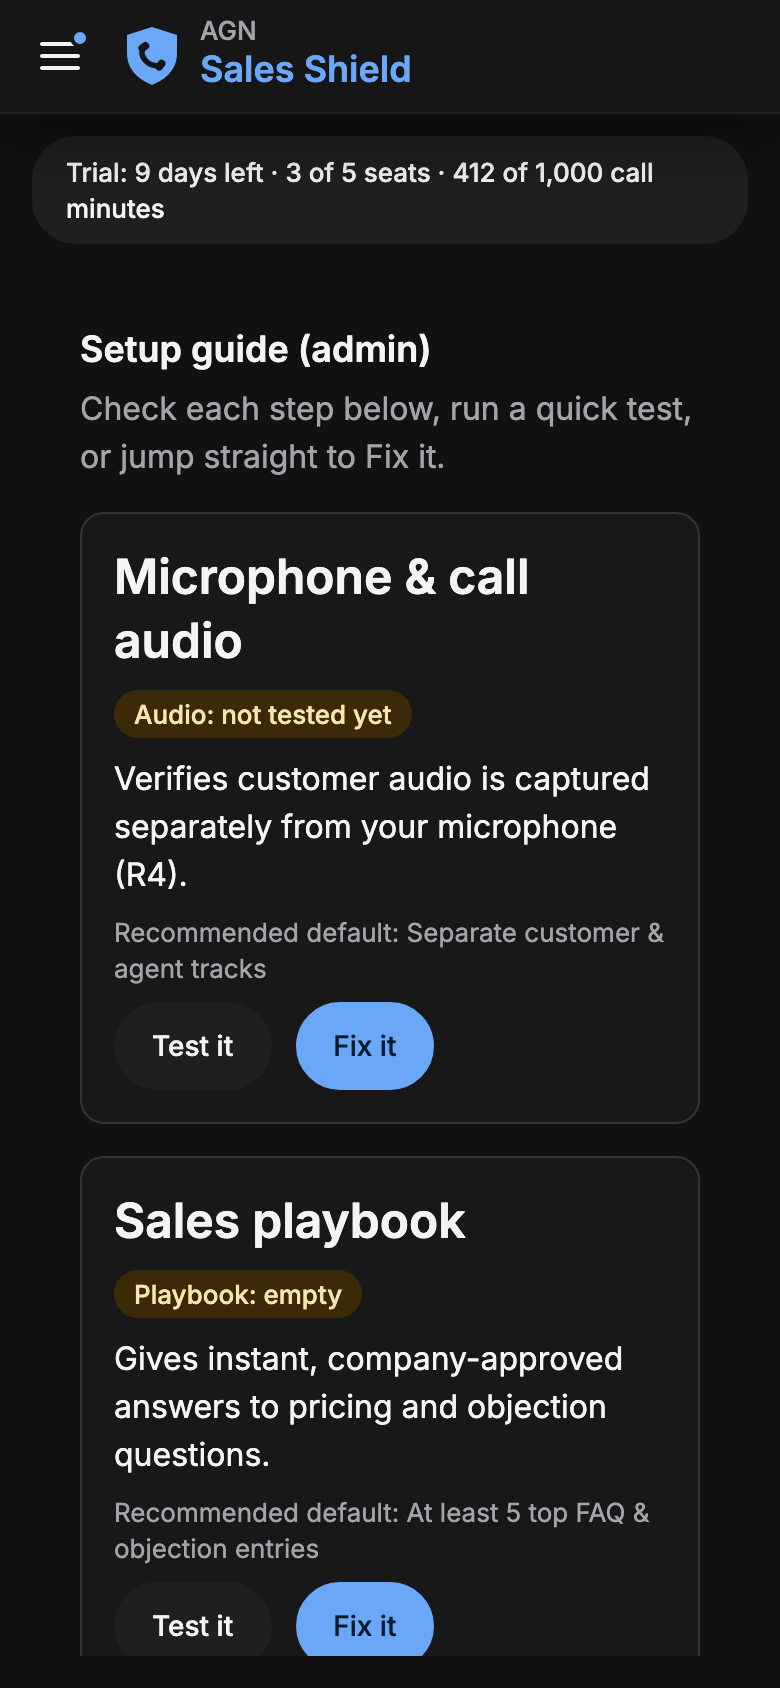 AGN
Sales Shield
Trial: 9 days left · 3 of 5 seats · 412 of 1,000 call
minutes
Setup guide (admin)
Check each step below, run a quick test,
or jump straight to Fix it.
Microphone & call
audio
Audio: not tested yet
Verifies customer audio is captured
separately from your microphone
(R4).
Recommended default: Separate customer &
agent tracks
Test it
Fix it
Sales playbook
Playbook: empty
Gives instant, company-approved
answers to pricing and objection
questions.
Recommended default: At least 5 top FAQ &
objection entries
Test it
Fix it